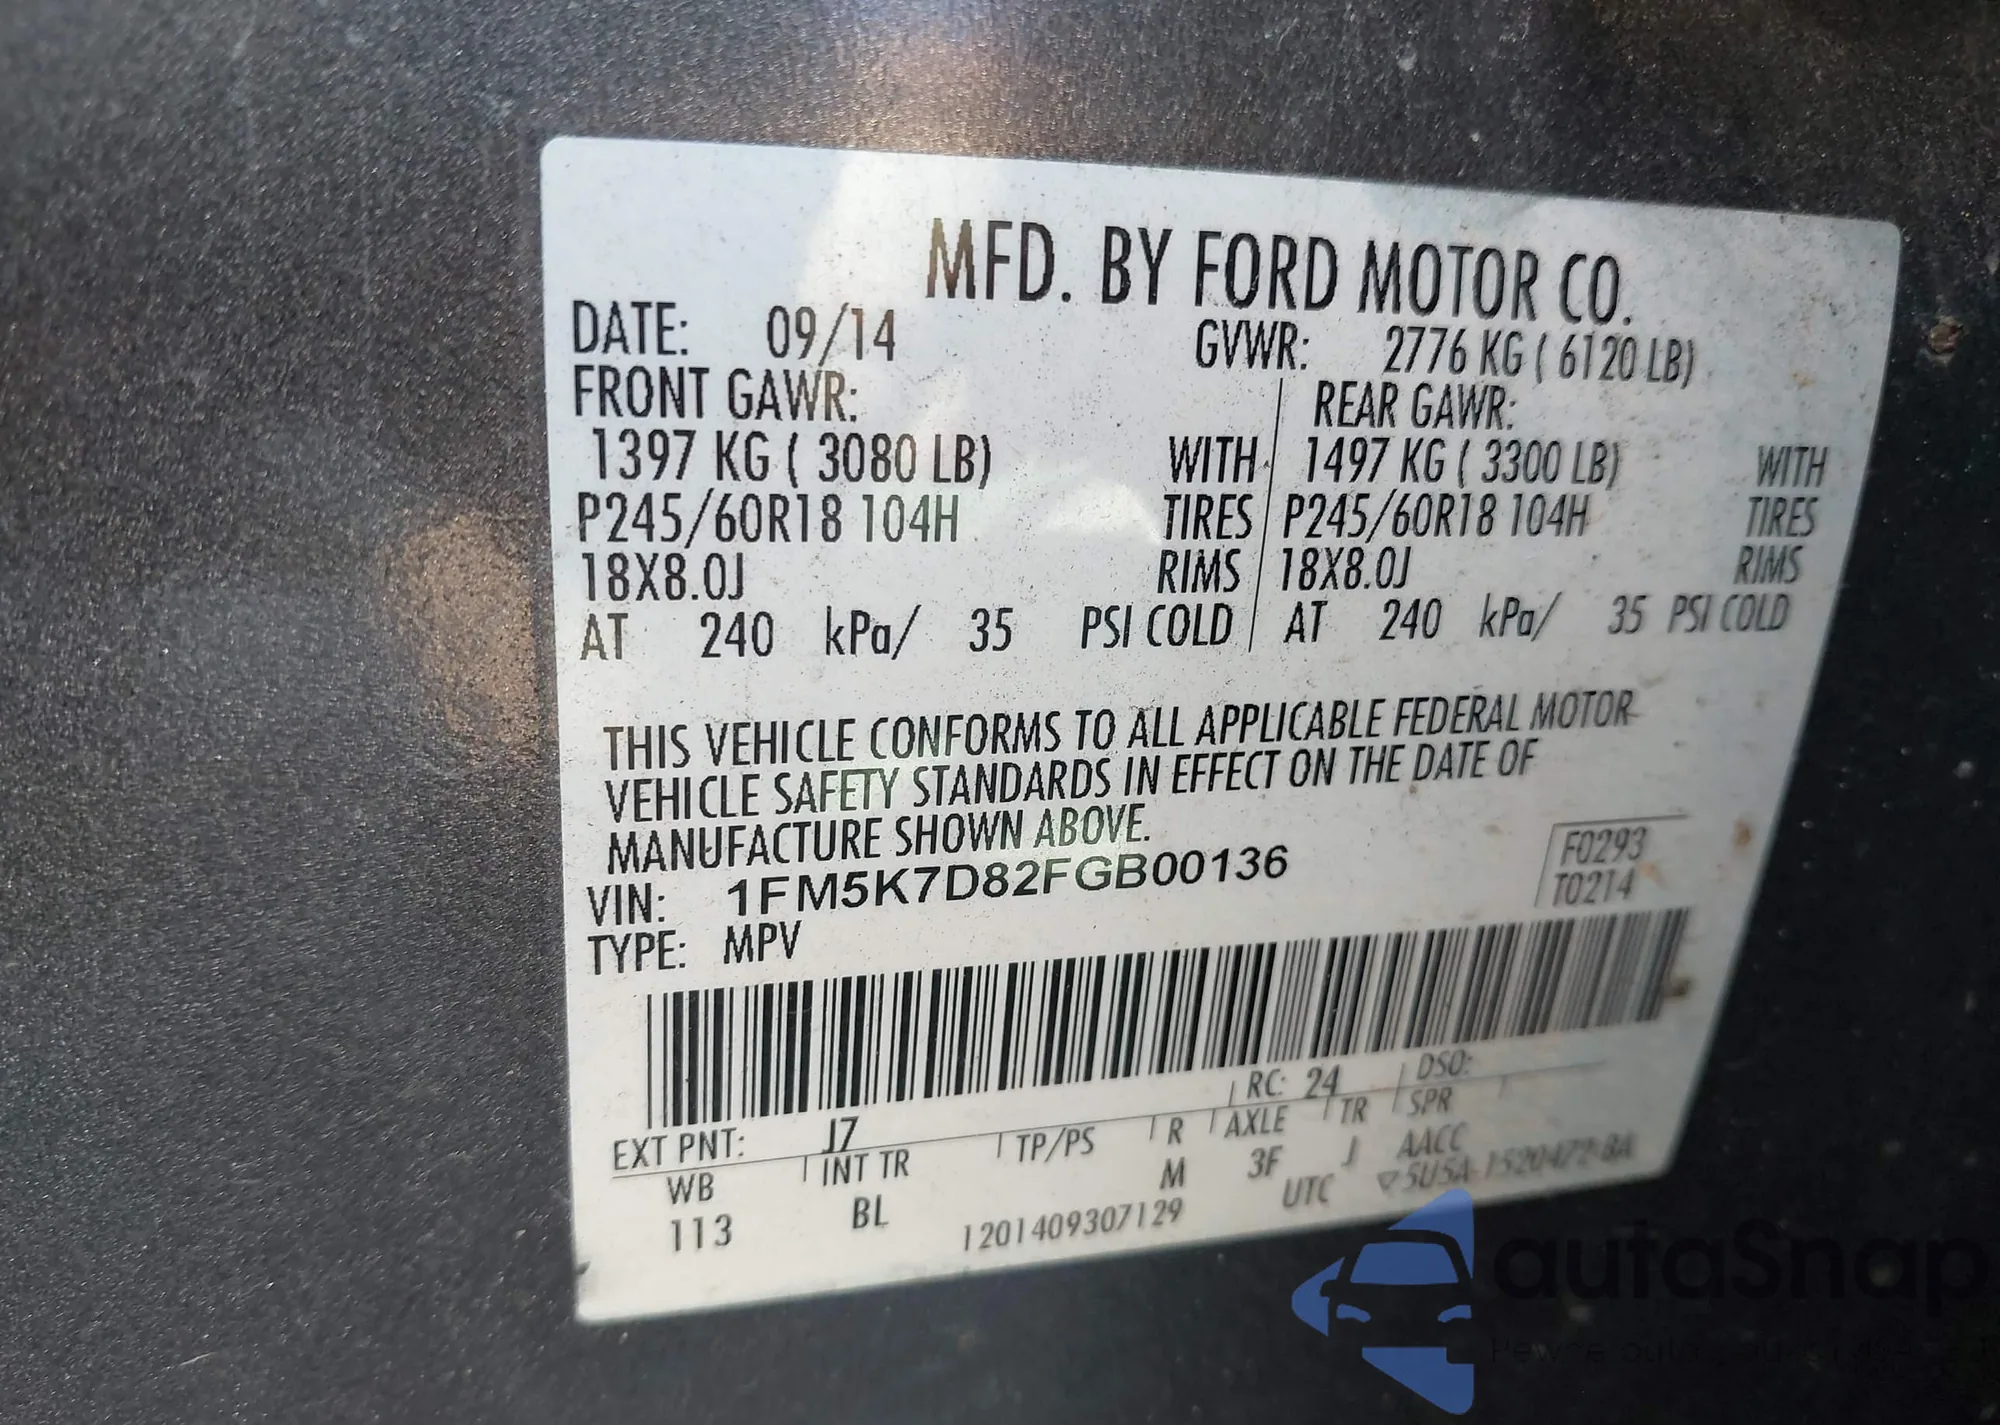 MFD. BY FORD MOTOR CO.
DATE: 09/14 GVWR: 2776 KG ( 6120 LB)
FRONT GAWR: REAR GAWR:
1397 KG ( 3080 LB) WITH 1497 KG ( 3300 LB) WITH
P245/60R18 104H TIRES P245/60R18 104H TIRES
18X8.0J RIMS 18X8.0J RIMS
AT 240 kPa/ 35 PSI COLD AT 240 kPa/ 35 PSI COLD
THIS VEHICLE CONFORMS TO ALL APPLICABLE FEDERAL MOTOR
VEHICLE SAFETY STANDARDS IN EFFECT ON THE DATE OF
MANUFACTURE SHOWN ABOVE.
VIN: 1FM5K7D82FGB00136
F0293
T0214
TYPE: MPV
EXT PNT: J7 RC: 24 DSO:
WB INT TR TP/PS R AXLE TR SPR
113 BL M 3F J AACC
1201409307129 UTC
autaSnap